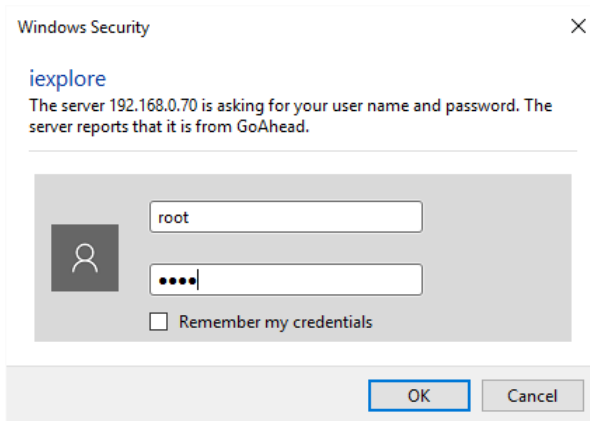 Windows Security
iexplore
The server 192.168.0.70 is asking for your user name and password. The
server reports that it is from GoAhead.
root
••••
Remember my credentials
OK
Cancel